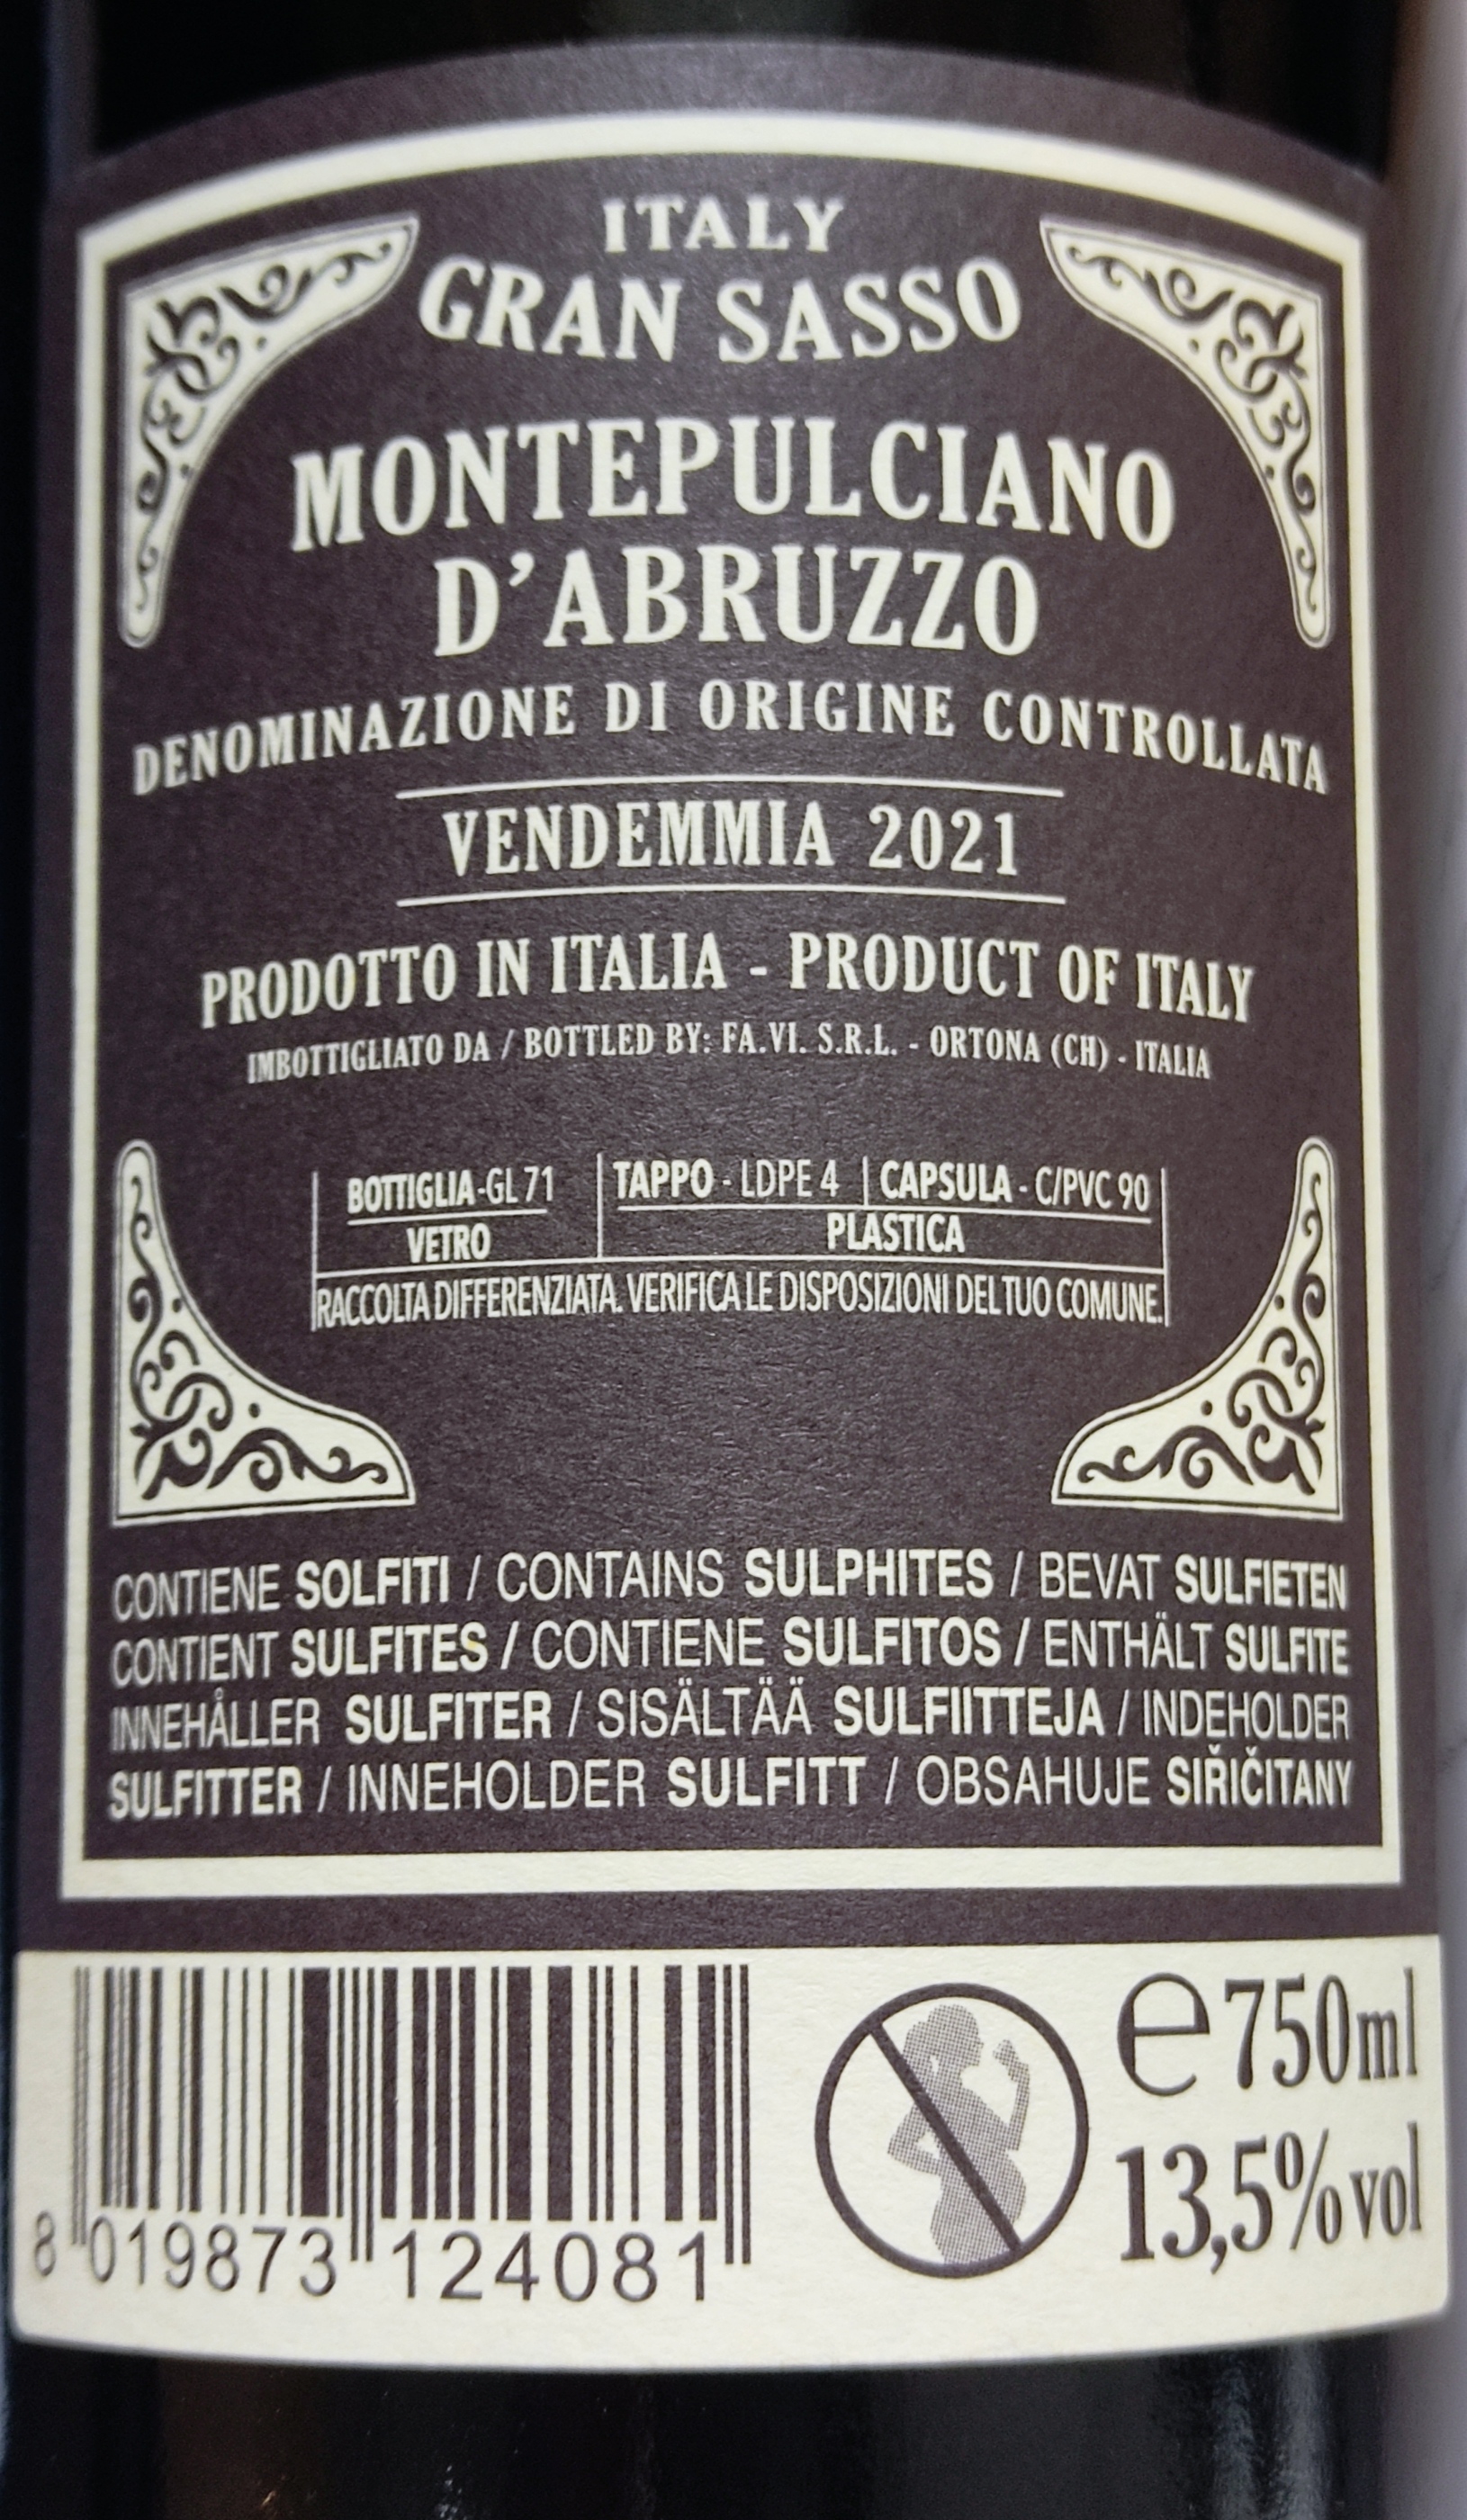 ITALY
GRAN SASSO
MONTEPULCIANO
D'ABRUZZO
DENOMINAZIONE DI ORIGINE CONTROLLATA
VENDEMMIA 2021
PRODOTTO IN ITALIA - PRODUCT OF ITALY
IMBOTTIGLIATO DA / BOTTLED BY: FA.VI. S.R.L. - ORTONA (CH) - ITALIA
BOTTIGLIA-GL 71 | TAPPO - LDPE 4 | CAPSULA - C/PVC 90
VETRO PLASTICA
RACCOLTA DIFFERENZIATA. VERIFICA LE DISPOSIZIONI DEL TUO COMUNE.
CONTIENE SOLFITI / CONTAINS SULPHITES / BEVAT SULFIETEN
CONTIENT SULFITES / CONTIENE SULFITOS / ENTHÄLT SULFITE
INNEHÅLLER SULFITER / SISÄLTÄÄ SULFIITTEJA / INDEHOLDER
SULFITTER / INNEHOLDER SULFITT / OBSAHUJE SIŘIČITANY
e 750ml
13,5% vol
8 019873 124081